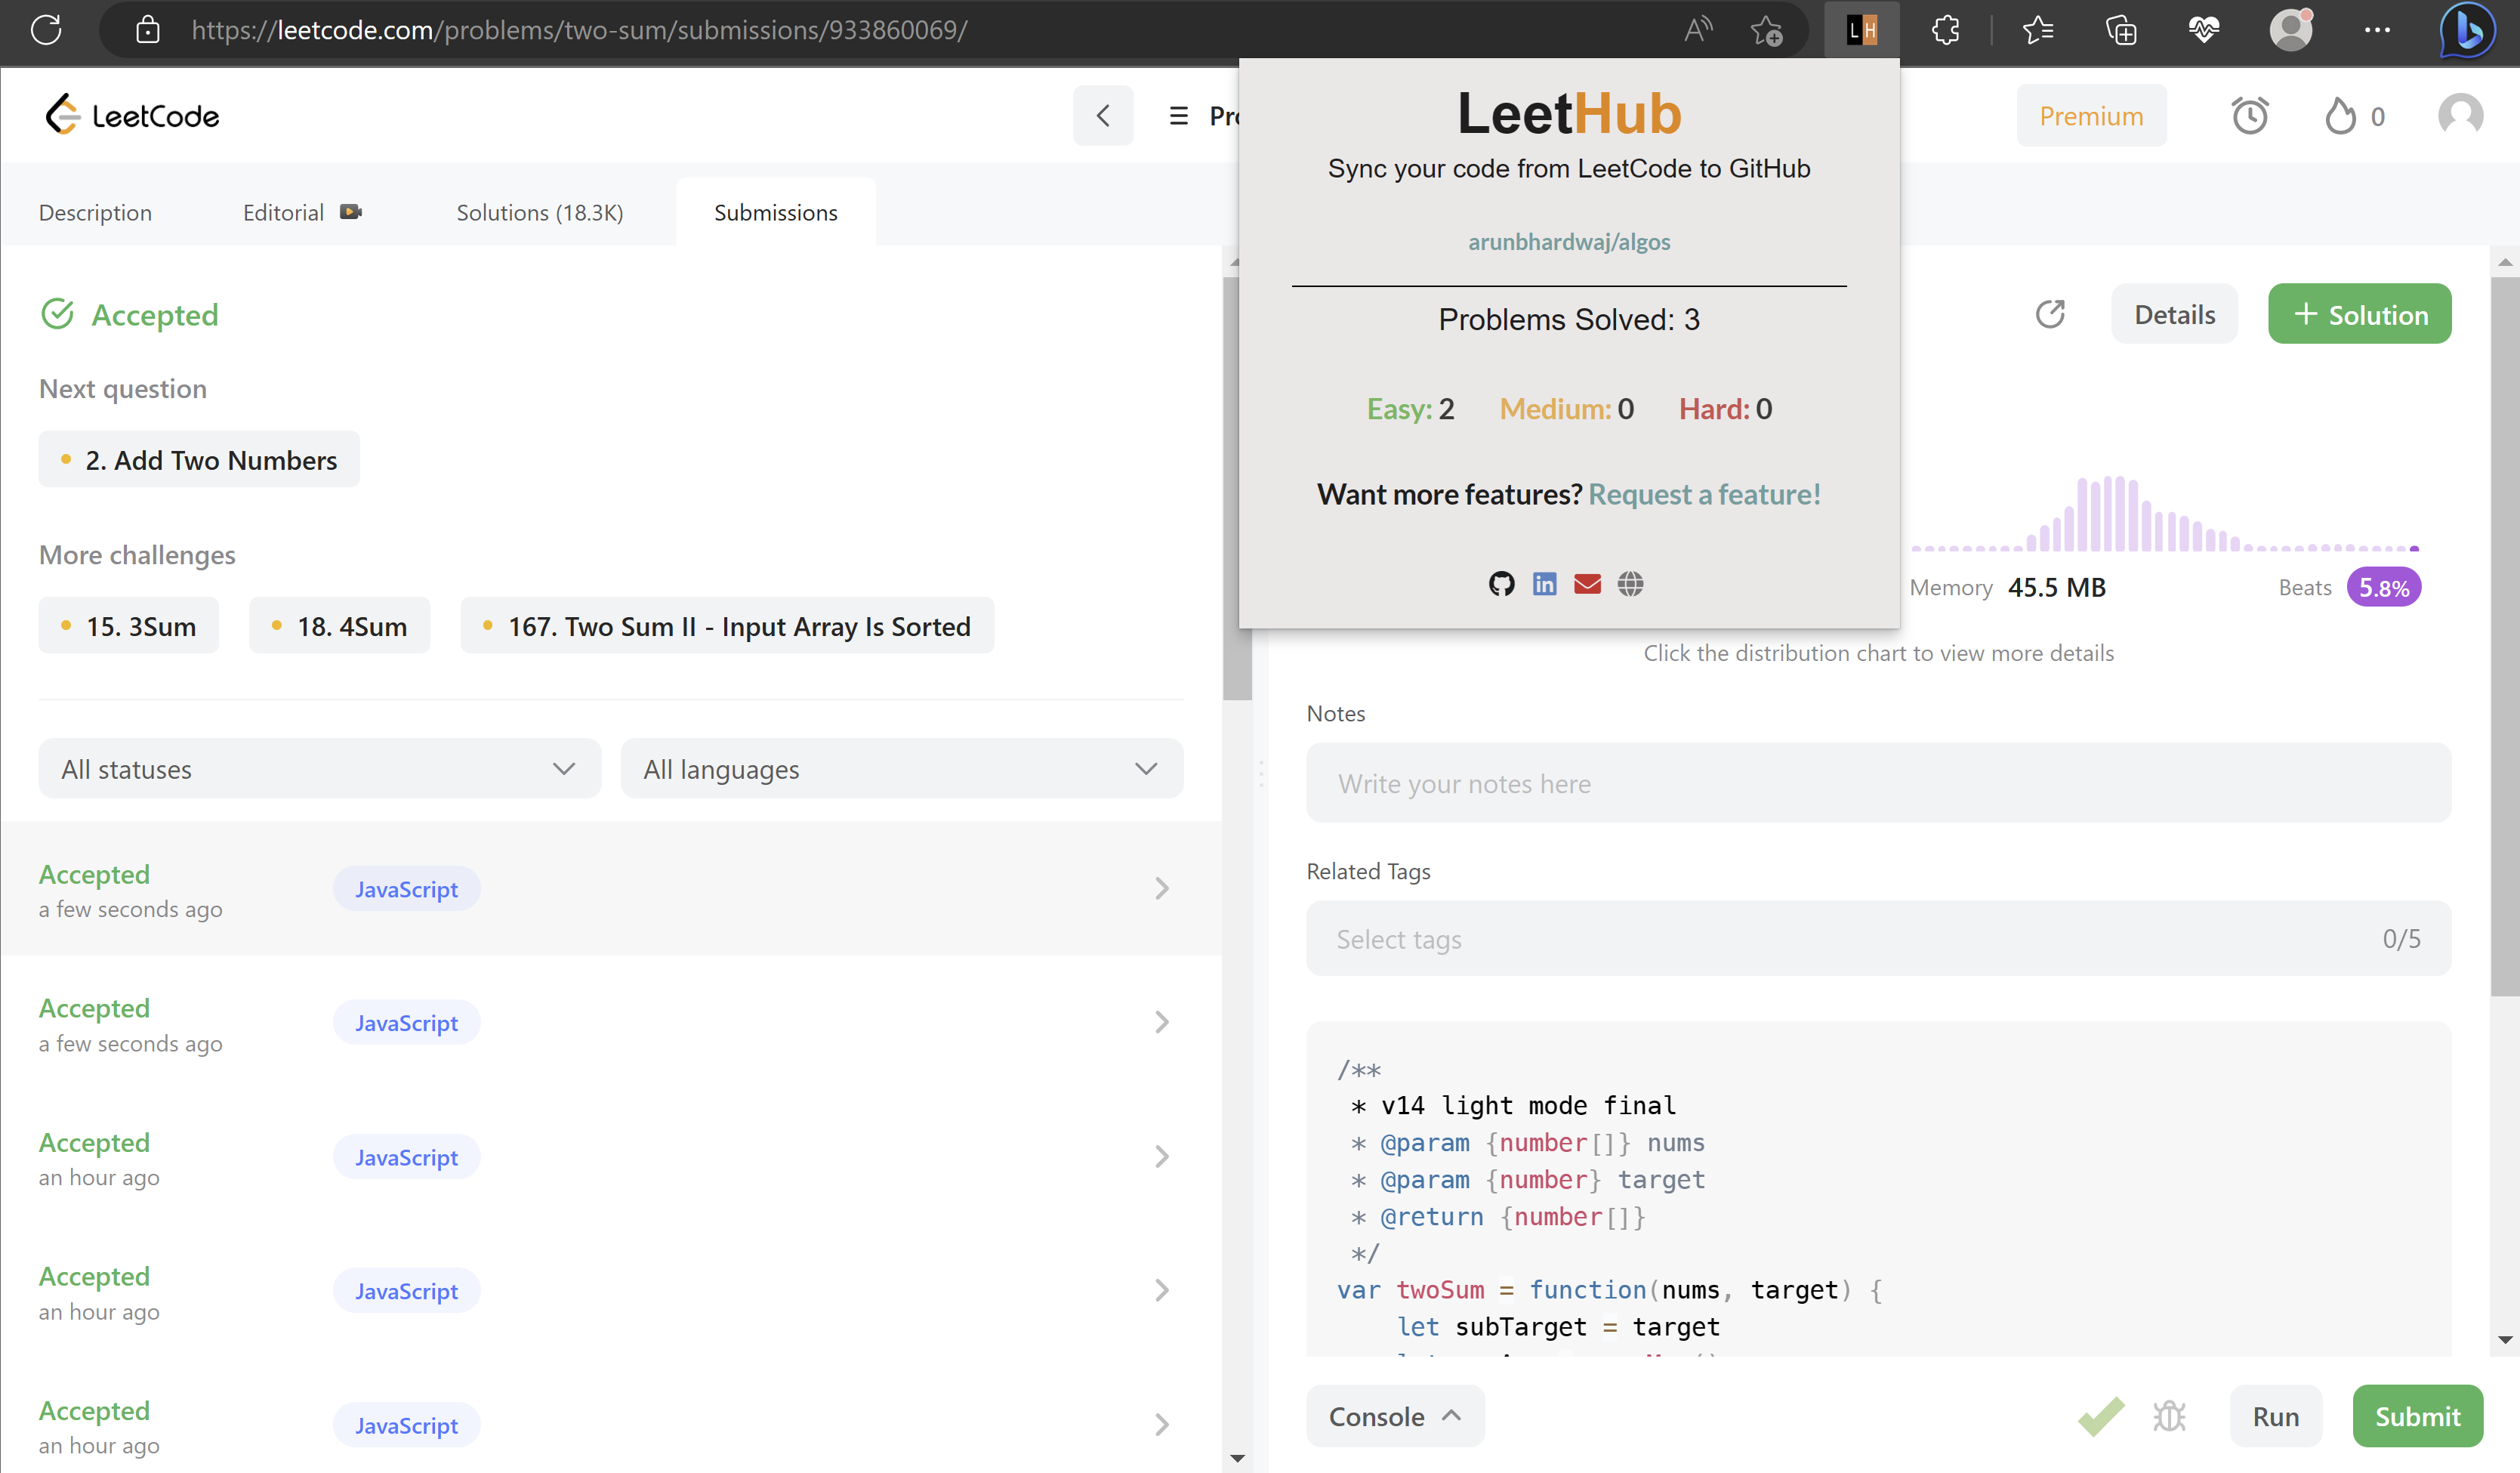 https://leetcode.com/problems/two-sum/submissions/933860069/
LH
LeetCode
Premium
0
Description
Editorial
Solutions (18.3K)
Submissions
Accepted
Next question
2. Add Two Numbers
More challenges
15. 3Sum
18. 4Sum
167. Two Sum II - Input Array Is Sorted
All statuses
All languages
Accepted
a few seconds ago
JavaScript
Accepted
a few seconds ago
JavaScript
Accepted
an hour ago
JavaScript
Accepted
an hour ago
JavaScript
Accepted
an hour ago
JavaScript
LeetHub
Sync your code from LeetCode to GitHub
arunbhardwaj/algos
Problems Solved: 3
Easy: 2 Medium: 0 Hard: 0
Want more features? Request a feature!
in
Details
+ Solution
Memory 45.5 MB
Beats 5.8%
Click the distribution chart to view more details
Notes
Write your notes here
Related Tags
Select tags
0/5
/**
* v14 light mode final
* @param {number[]} nums
* @param {number} target
* @return {number[]}
*/
var twoSum = function(nums, target) {
let subTarget = target
Console
Run
Submit